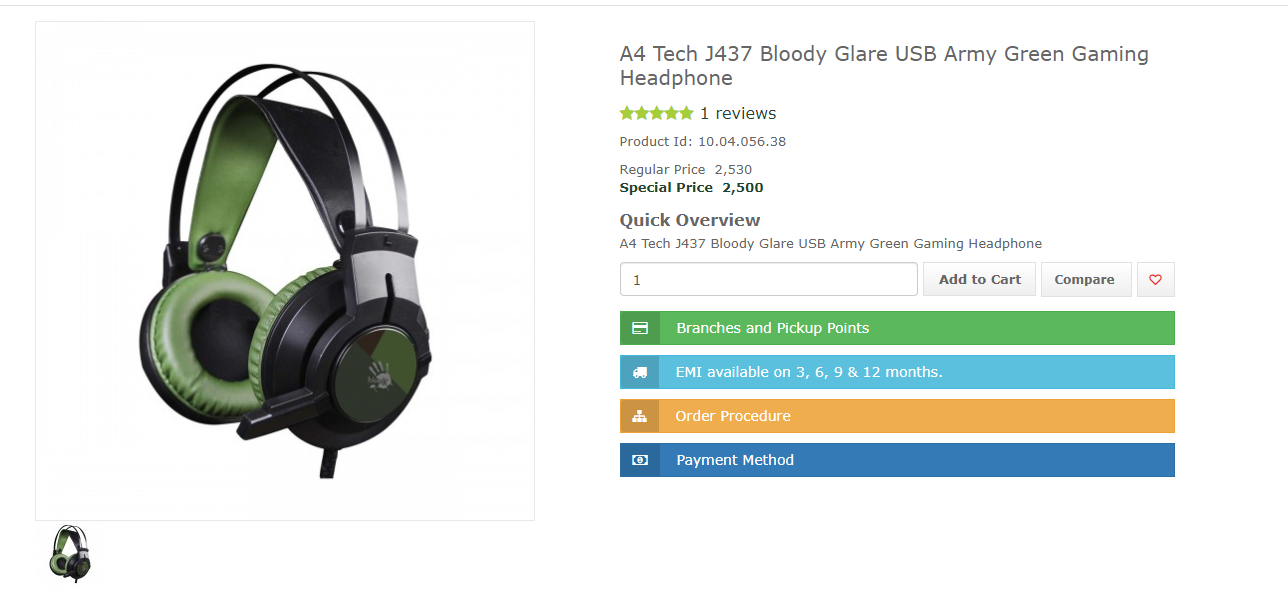 A4 Tech J437 Bloody Glare USB Army Green Gaming
Headphone
1 reviews
Product Id: 10.04.056.38
Regular Price 2,530
Special Price 2,500
Quick Overview
A4 Tech J437 Bloody Glare USB Army Green Gaming Headphone
1
Add to Cart
Compare
Branches and Pickup Points
EMI available on 3, 6, 9 & 12 months.
Order Procedure
Payment Method